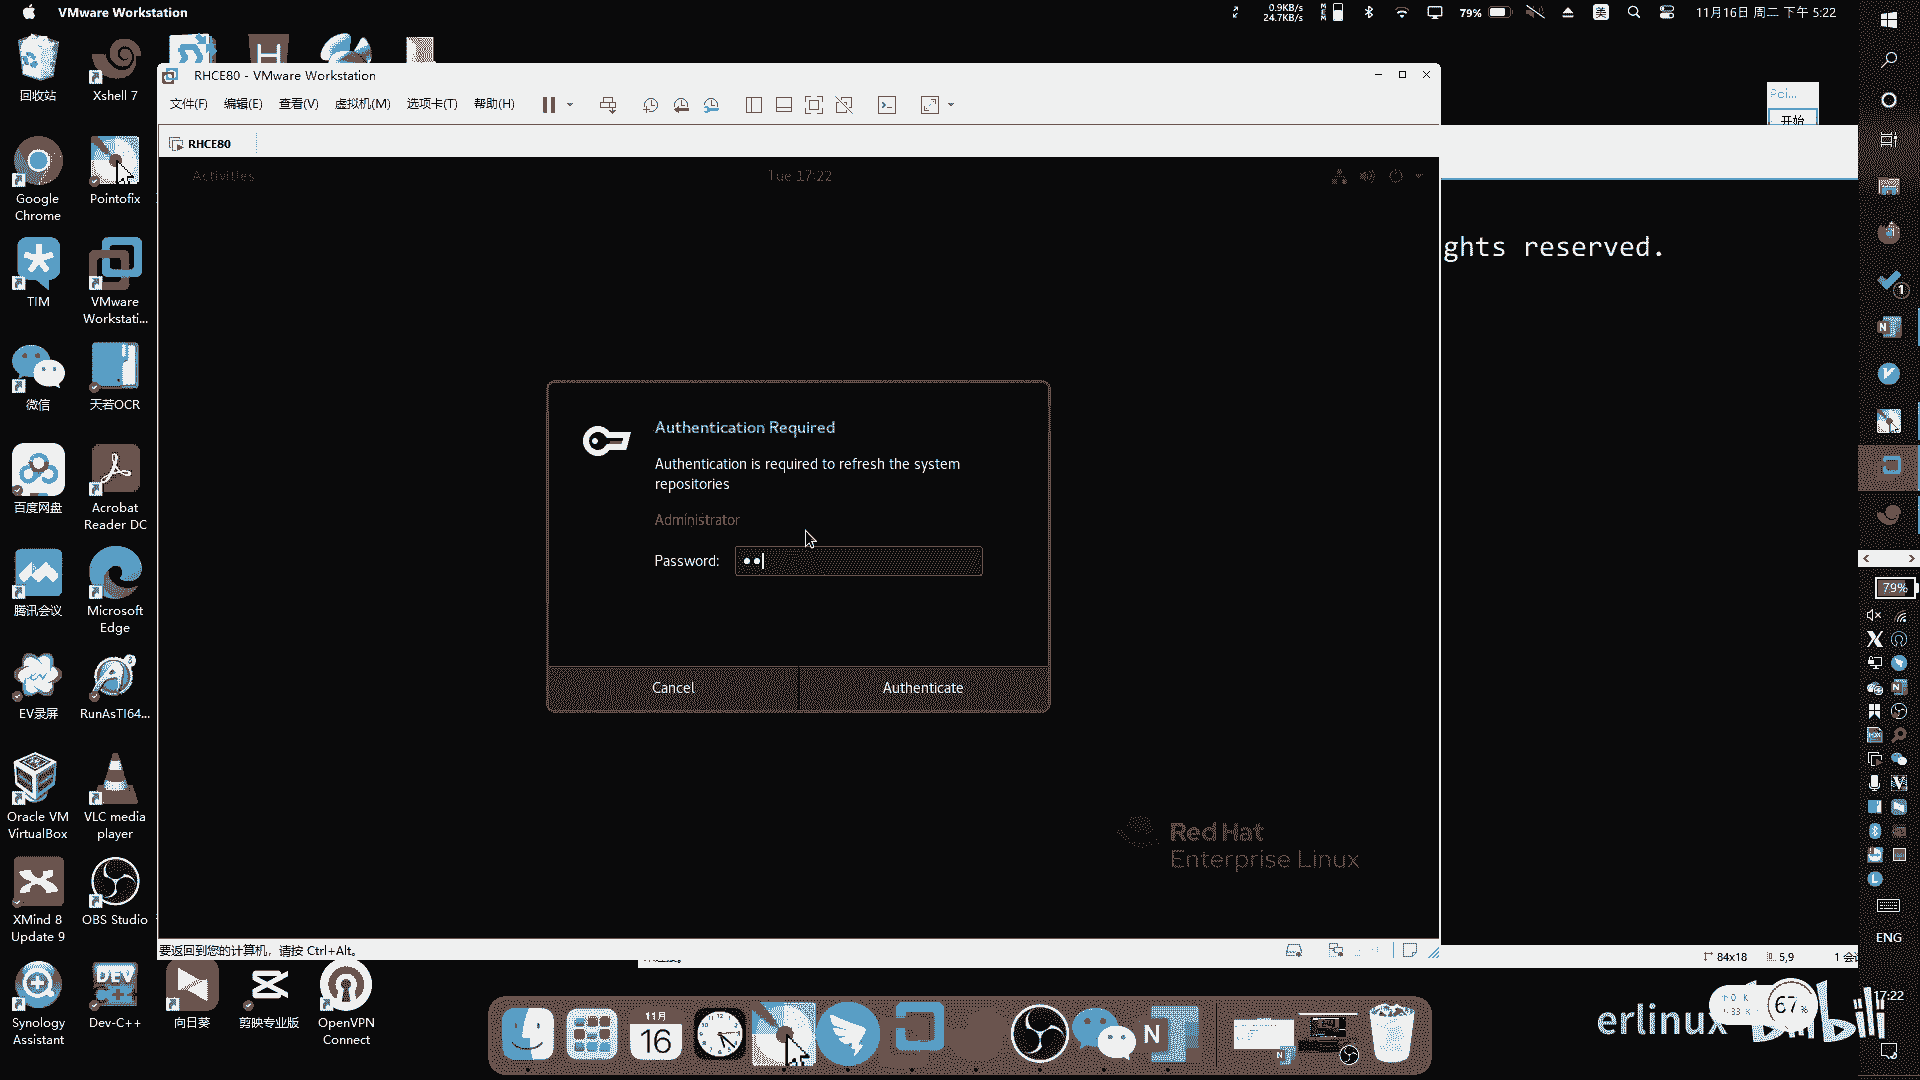 VMware Workstation
0.9KB/s
24.7KB/s
79%
美
11月16日 周二 下午 5:22
回收站
Xshell 7
Google
Chrome
Pointofix
TIM
VMware
Workstati...
微信
天若OCR
百度网盘
Acrobat
Reader DC
腾讯会议
Microsoft
Edge
EV录屏
RunAsTI64...
Oracle VM
VirtualBox
VLC media
player
XMind 8
Update 9
OBS Studio
Synology
Assistant
Dev-C++
向日葵
剪映专业版
OpenVPN
Connect
RHCE80 - VMware Workstation
文件(F)
编辑(E)
查看(V)
虚拟机(M)
选项卡(T)
帮助(H)
RHCE80
Activities
Tue 17:22
Authentication Required
Authentication is required to refresh the system
repositories
Administrator
Password:
Cancel
Authenticate
Red Hat
Enterprise Linux
要返回到您的计算机，请按 Ctrl+Alt。
Poi...
开始
ghts reserved.
84x18
5,9
79%
ENG
17:22
67%
erlinux
bilibili
11月
16